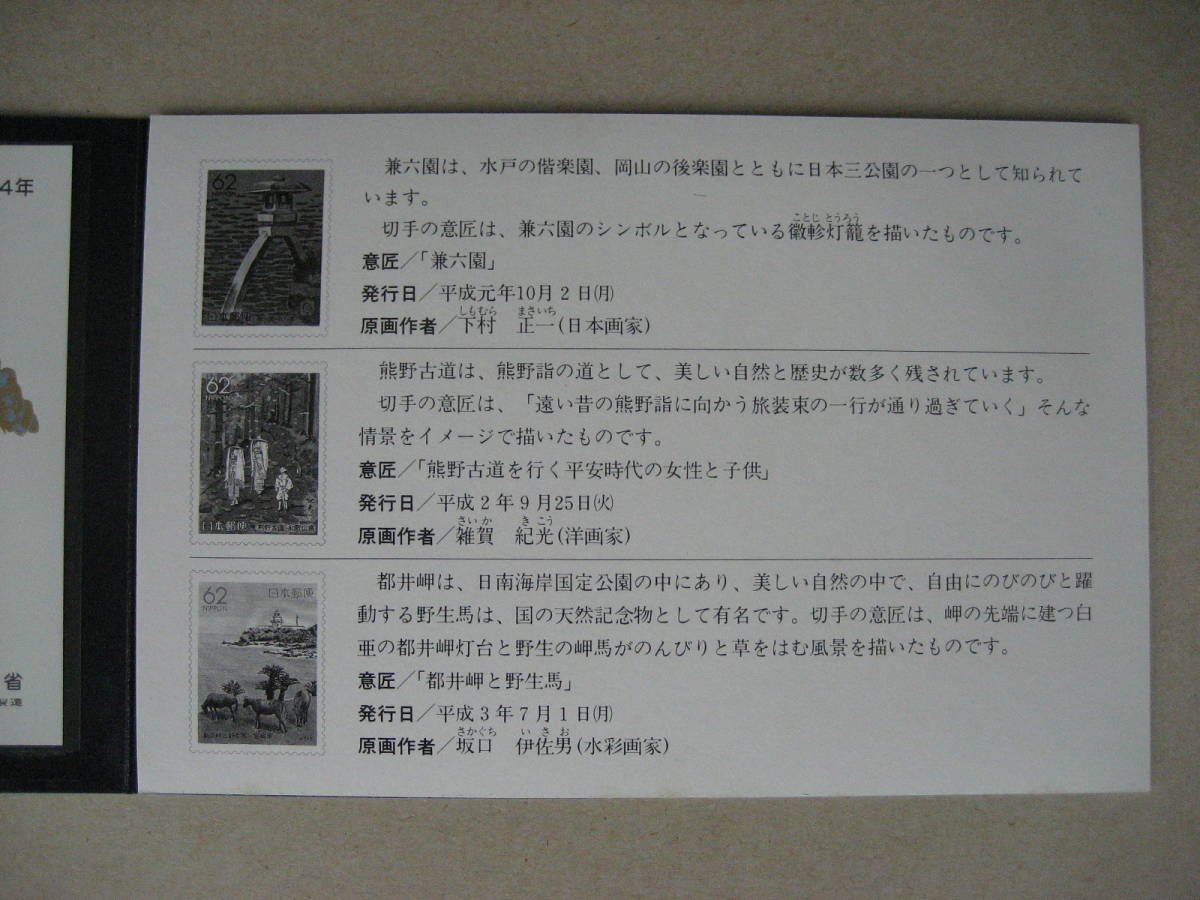 4年
省
62
NIPPON
日本郵便
兼六園は、水戸の偕楽園、岡山の後楽園とともに日本三公園の一つとして知られて
います。
ことじ とうろう
切手の意匠は、兼六園のシンボルとなっている徽軫灯籠を描いたものです。
意匠/「兼六園」
発行日/平成元年10月2日(月)
しもむら まさいち
原画作者/下村 正一(日本画家)
62
NIPPON
日本郵便
熊野古道は、熊野詣の道として、美しい自然と歴史が数多く残されています。
切手の意匠は、「遠い昔の熊野詣に向かう旅装束の一行が通り過ぎていく」そんな
情景をイメージで描いたものです。
意匠/「熊野古道を行く平安時代の女性と子供」
発行日/平成2年9月25日(火)
さいか きこう
原画作者/雑賀 紀光(洋画家)
62 日本郵便
NIPPON
都井岬は、日南海岸国定公園の中にあり、美しい自然の中で、自由にのびのびと躍
動する野生馬は、国の天然記念物として有名です。切手の意匠は、岬の先端に建つ白
亜の都井岬灯台と野生の岬馬がのんびりと草をはむ風景を描いたものです。
意匠/「都井岬と野生馬」
発行日/平成3年7月1日(月)
さかぐち いさお
原画作者/坂口 伊佐男(水彩画家)